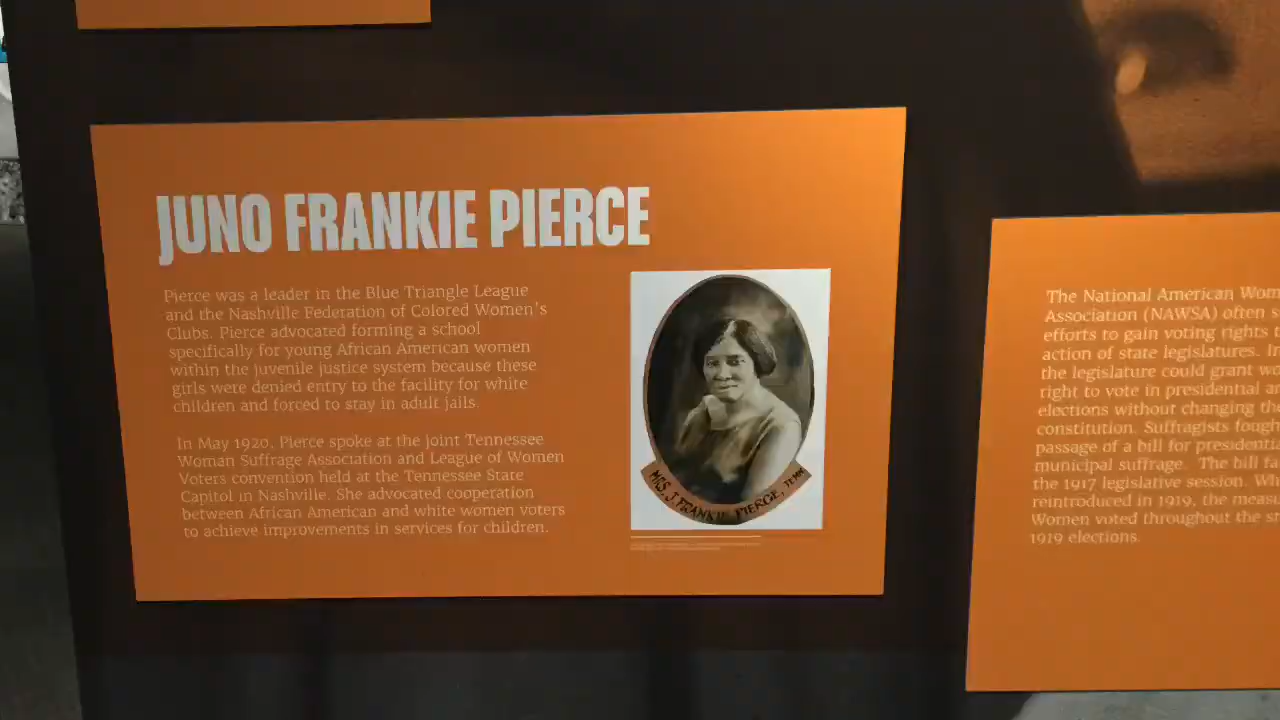 JUNO FRANKIE PIERCE
Pierce was a leader in the Blue Triangle League
and the Nashville Federation of Colored Women's
Clubs. Pierce advocated forming a school
specifically for young African American women
within the juvenile justice system because these
girls were denied entry to the facility for white
children and forced to stay in adult jails.
In May 1920, Pierce spoke at the joint Tennessee
Woman Suffrage Association and League of Women
Voters convention held at the Tennessee State
Capitol in Nashville. She advocated cooperation
between African American and white women voters
to achieve improvements in services for children.
MRS. J. FRANKIE PIERCE, TENN
The National American Wom
Association (NAWSA) often s
efforts to gain voting rights t
action of state legislatures. In
the legislature could grant wo
right to vote in presidential an
elections without changing the
constitution. Suffragists fough
passage of a bill for presidentia
municipal suffrage. The bill fa
the 1917 legislative session. Wh
reintroduced in 1919, the measu
Women voted throughout the st
1919 elections.